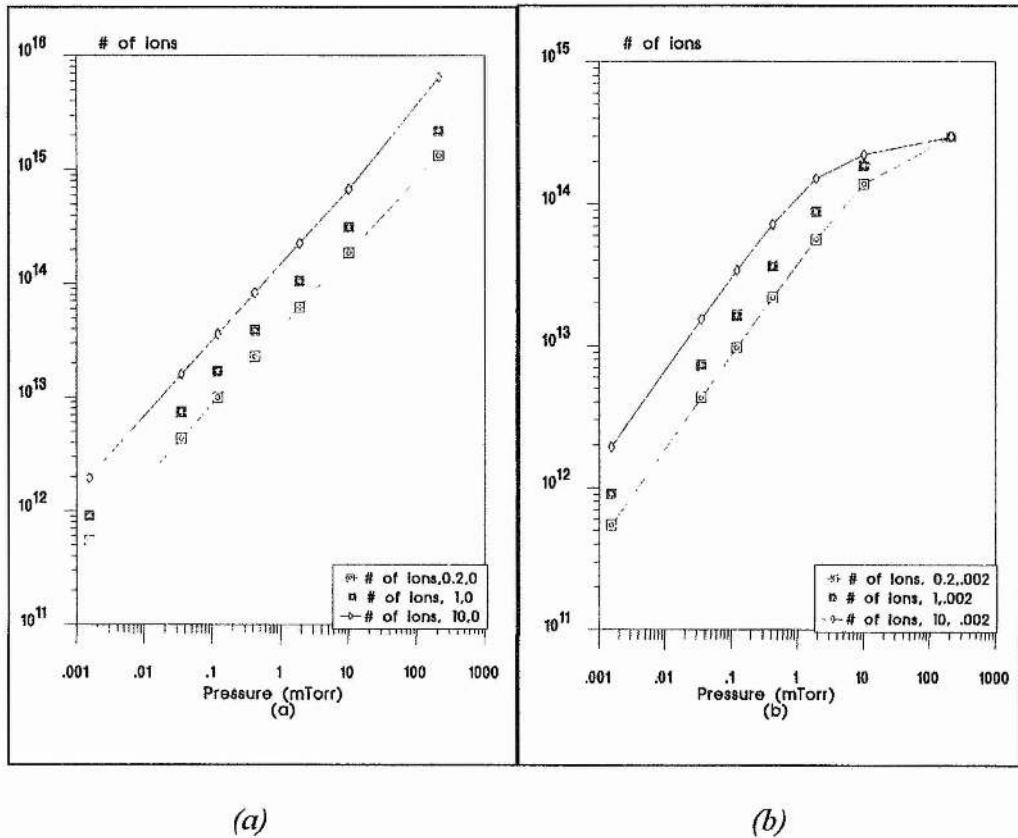 # of ions
10^16
10^15
10^14
10^13
10^12
10^11
# of ions,0.2,0
# of ions, 1,0
# of ions, 10,0
.001 .01 .1 1 10 100 1000
Pressure (mTorr)
(a)
# of ions
10^15
10^14
10^13
10^12
10^11
# of ions, 0.2,.002
# of ions, 1,.002
# of ions, 10, .002
.001 .01 .1 1 10 100 1000
Pressure (mTorr)
(b)
(a) (b)